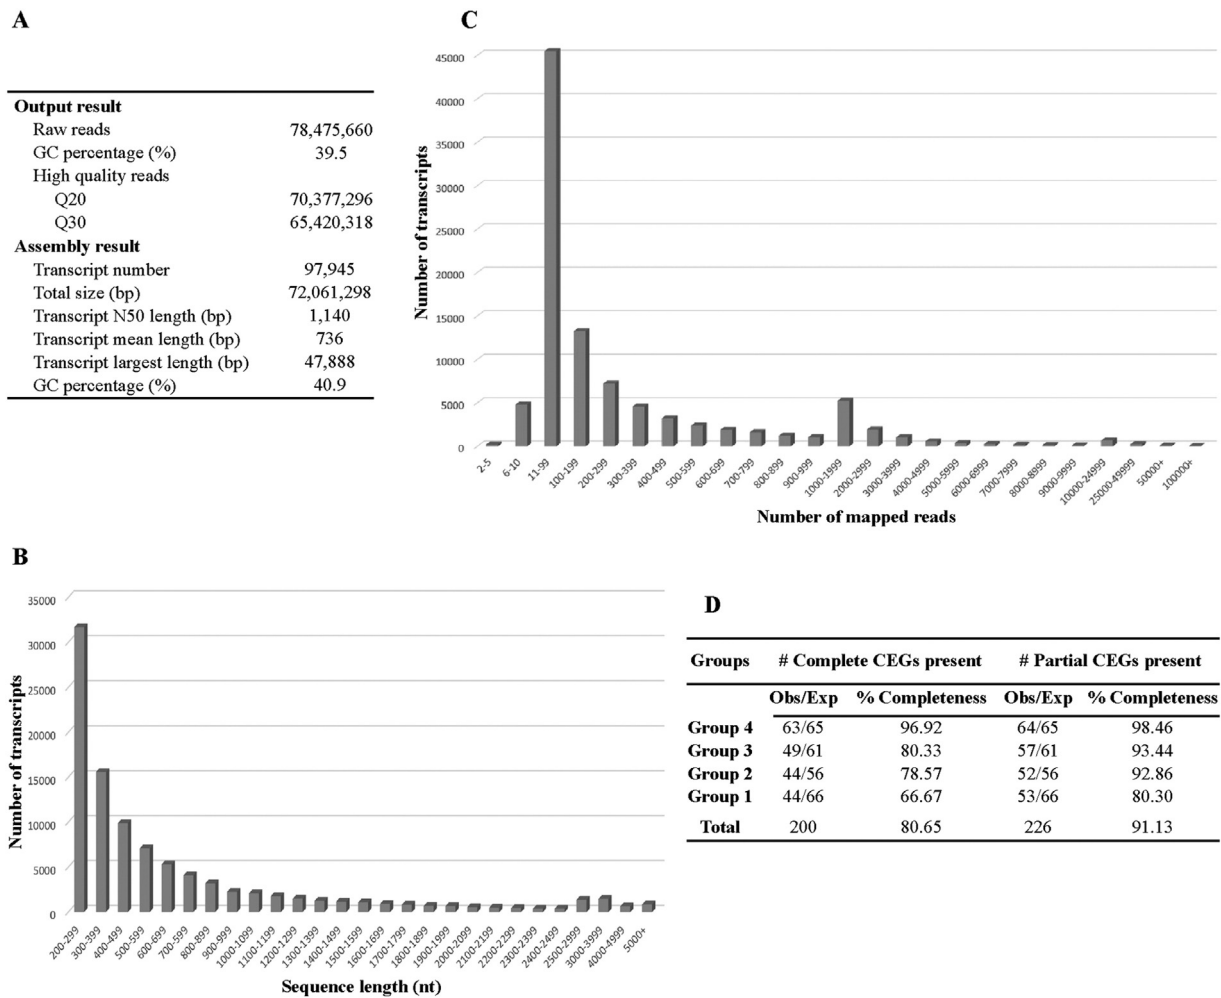 A
Output result
Raw reads 78,475,660
GC percentage (%) 39.5
High quality reads
Q20 70,377,296
Q30 65,420,318
Assembly result
Transcript number 97,945
Total size (bp) 72,061,298
Transcript N50 length (bp) 1,140
Transcript mean length (bp) 736
Transcript largest length (bp) 47,888
GC percentage (%) 40.9
C
Number of transcripts
45000
40000
35000
30000
25000
20000
15000
10000
5000
0
2-5 6-10 11-99 100-199 200-299 300-399 400-499 500-599 600-699 700-799 800-899 900-999 1000-1999 2000-2999 3000-3999 4000-4999 5000-5999 6000-6999 7000-7999 8000-8999 9000-9999 10000-24999 25000-49999 50000+ 100000+
Number of mapped reads
B
Number of transcripts
35000
30000
25000
20000
15000
10000
5000
0
200-299 300-399 400-499 500-599 600-699 700-599 800-899 900-999 1000-1099 1100-1199 1200-1299 1300-1399 1400-1499 1500-1599 1600-1699 1700-1799 1800-1899 1900-1999 2000-2099 2100-2199 2200-2299 2300-2399 2400-2499 2500-2999 3000-3999 4000-4999 5000+
Sequence length (nt)
D
Groups # Complete CEGs present # Partial CEGs present
Obs/Exp % Completeness Obs/Exp % Completeness
Group 4 63/65 96.92 64/65 98.46
Group 3 49/61 80.33 57/61 93.44
Group 2 44/56 78.57 52/56 92.86
Group 1 44/66 66.67 53/66 80.30
Total 200 80.65 226 91.13